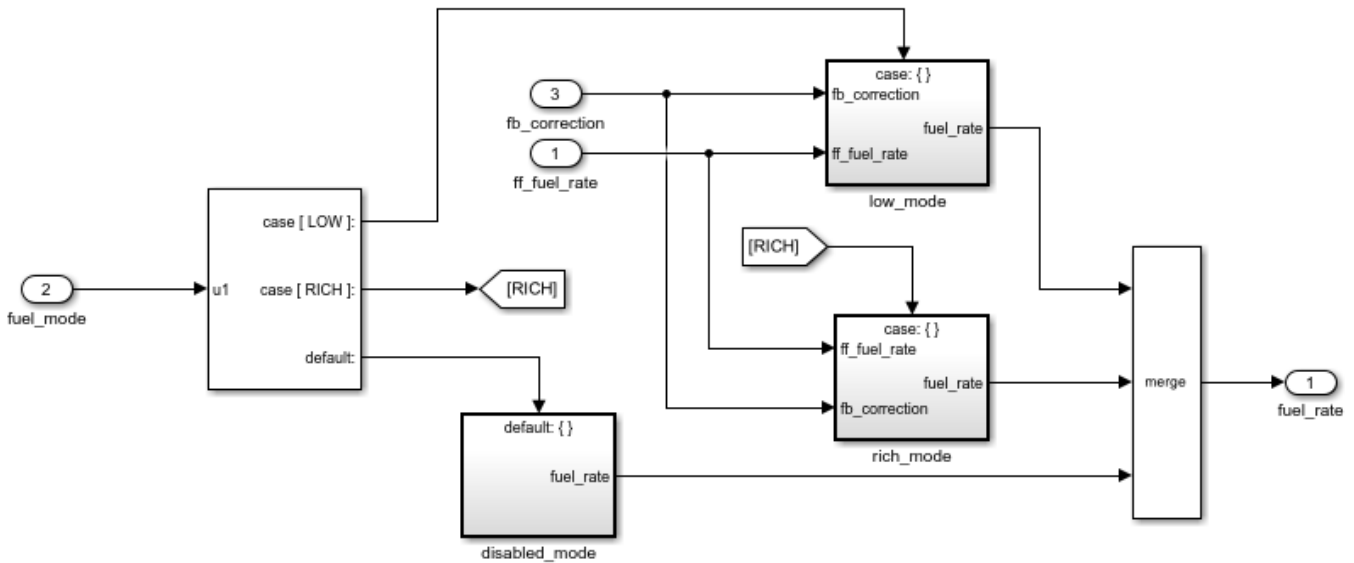 case: { }
3
fb_correction
fb_correction
fuel_rate
1
ff_fuel_rate
ff_fuel_rate
low_mode
case [ LOW ]:
[RICH]
2
fuel_mode
u1
case [ RICH ]:
[RICH]
case: { }
ff_fuel_rate
default:
fuel_rate
merge
1
fuel_rate
fb_correction
rich_mode
default: { }
fuel_rate
disabled_mode